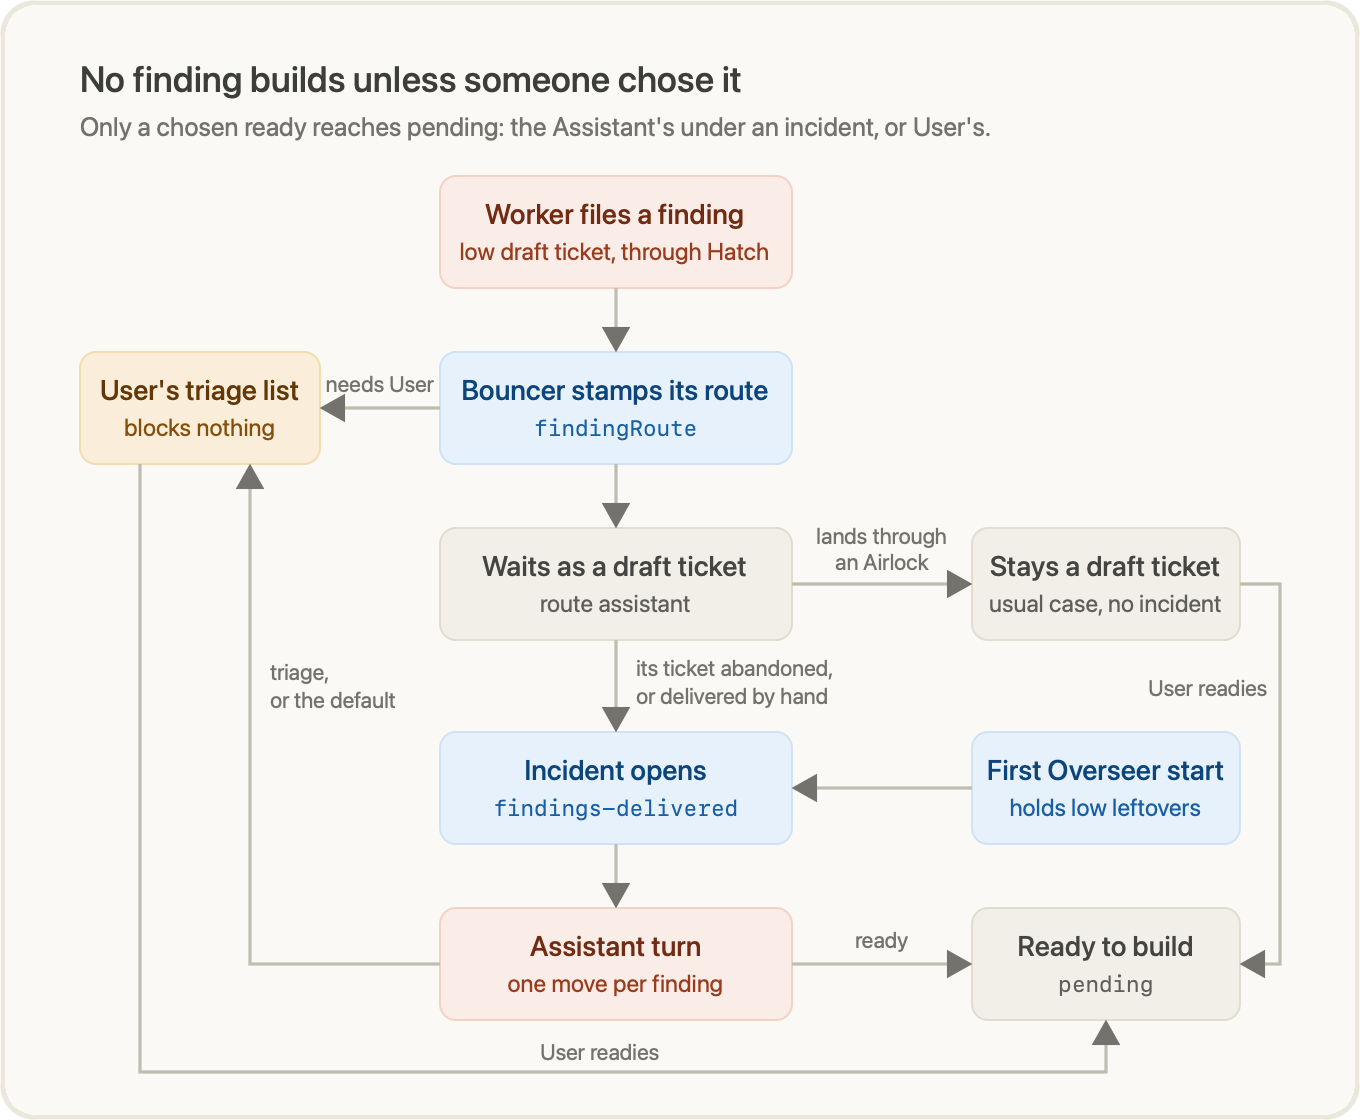 No finding builds unless someone chose it
Only a chosen ready reaches pending: the Assistant's under an incident, or User's.
Worker files a finding
low draft ticket, through Hatch
User's triage list
blocks nothing
needs User
Bouncer stamps its route
findingRoute
Waits as a draft ticket
route assistant
lands through
an Airlock
Stays a draft ticket
usual case, no incident
triage,
or the default
its ticket abandoned,
or delivered by hand
User readies
Incident opens
findings-delivered
First Overseer start
holds low leftovers
Assistant turn
one move per finding
ready
Ready to build
pending
User readies